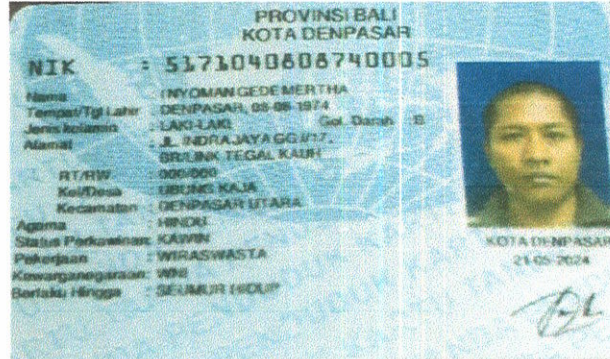 PROVINSI BALI
KOTA DENPASAR
NIK : 5171040808740005
Nama : I NYOMAN GEDE MERTHA
Tempat/Tgl Lahir : DENPASAR, 08-08-1974
Jenis kelamin : LAKI-LAKI Gol. Darah : B
Alamat : JL. INDRAJAYA
BR/LINK TEGAL KAUH
RT/RW : 000/000
Kel/Desa : UBUNG KAJA
Kecamatan : DENPASAR UTARA
Agama : HINDU
Status Perkawinan: KAWIN
Pekerjaan : WIRASWASTA
Kewarganegaraan: WNI
Berlaku Hingga : SEUMUR HIDUP
KOTA DENPASAR
21-05-2024